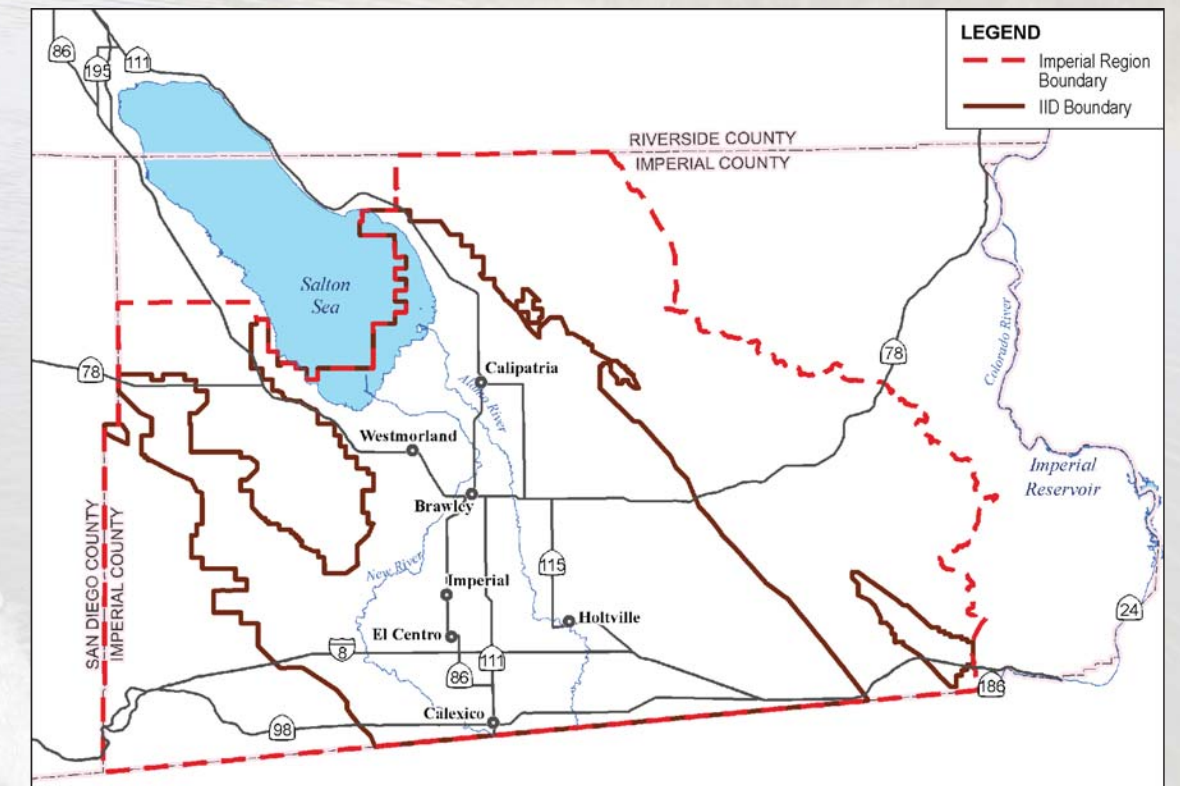 LEGEND
Imperial Region
Boundary
IID Boundary
86
195
111
RIVERSIDE COUNTY
IMPERIAL COUNTY
Salton
Sea
Colorado River
78
78
Calipatria
Alamo River
Westmorland
Imperial
Reservoir
Brawley
SAN DIEGO COUNTY
IMPERIAL COUNTY
New River
115
Imperial
Holtville
24
El Centro
8
111
86
186
Calexico
98